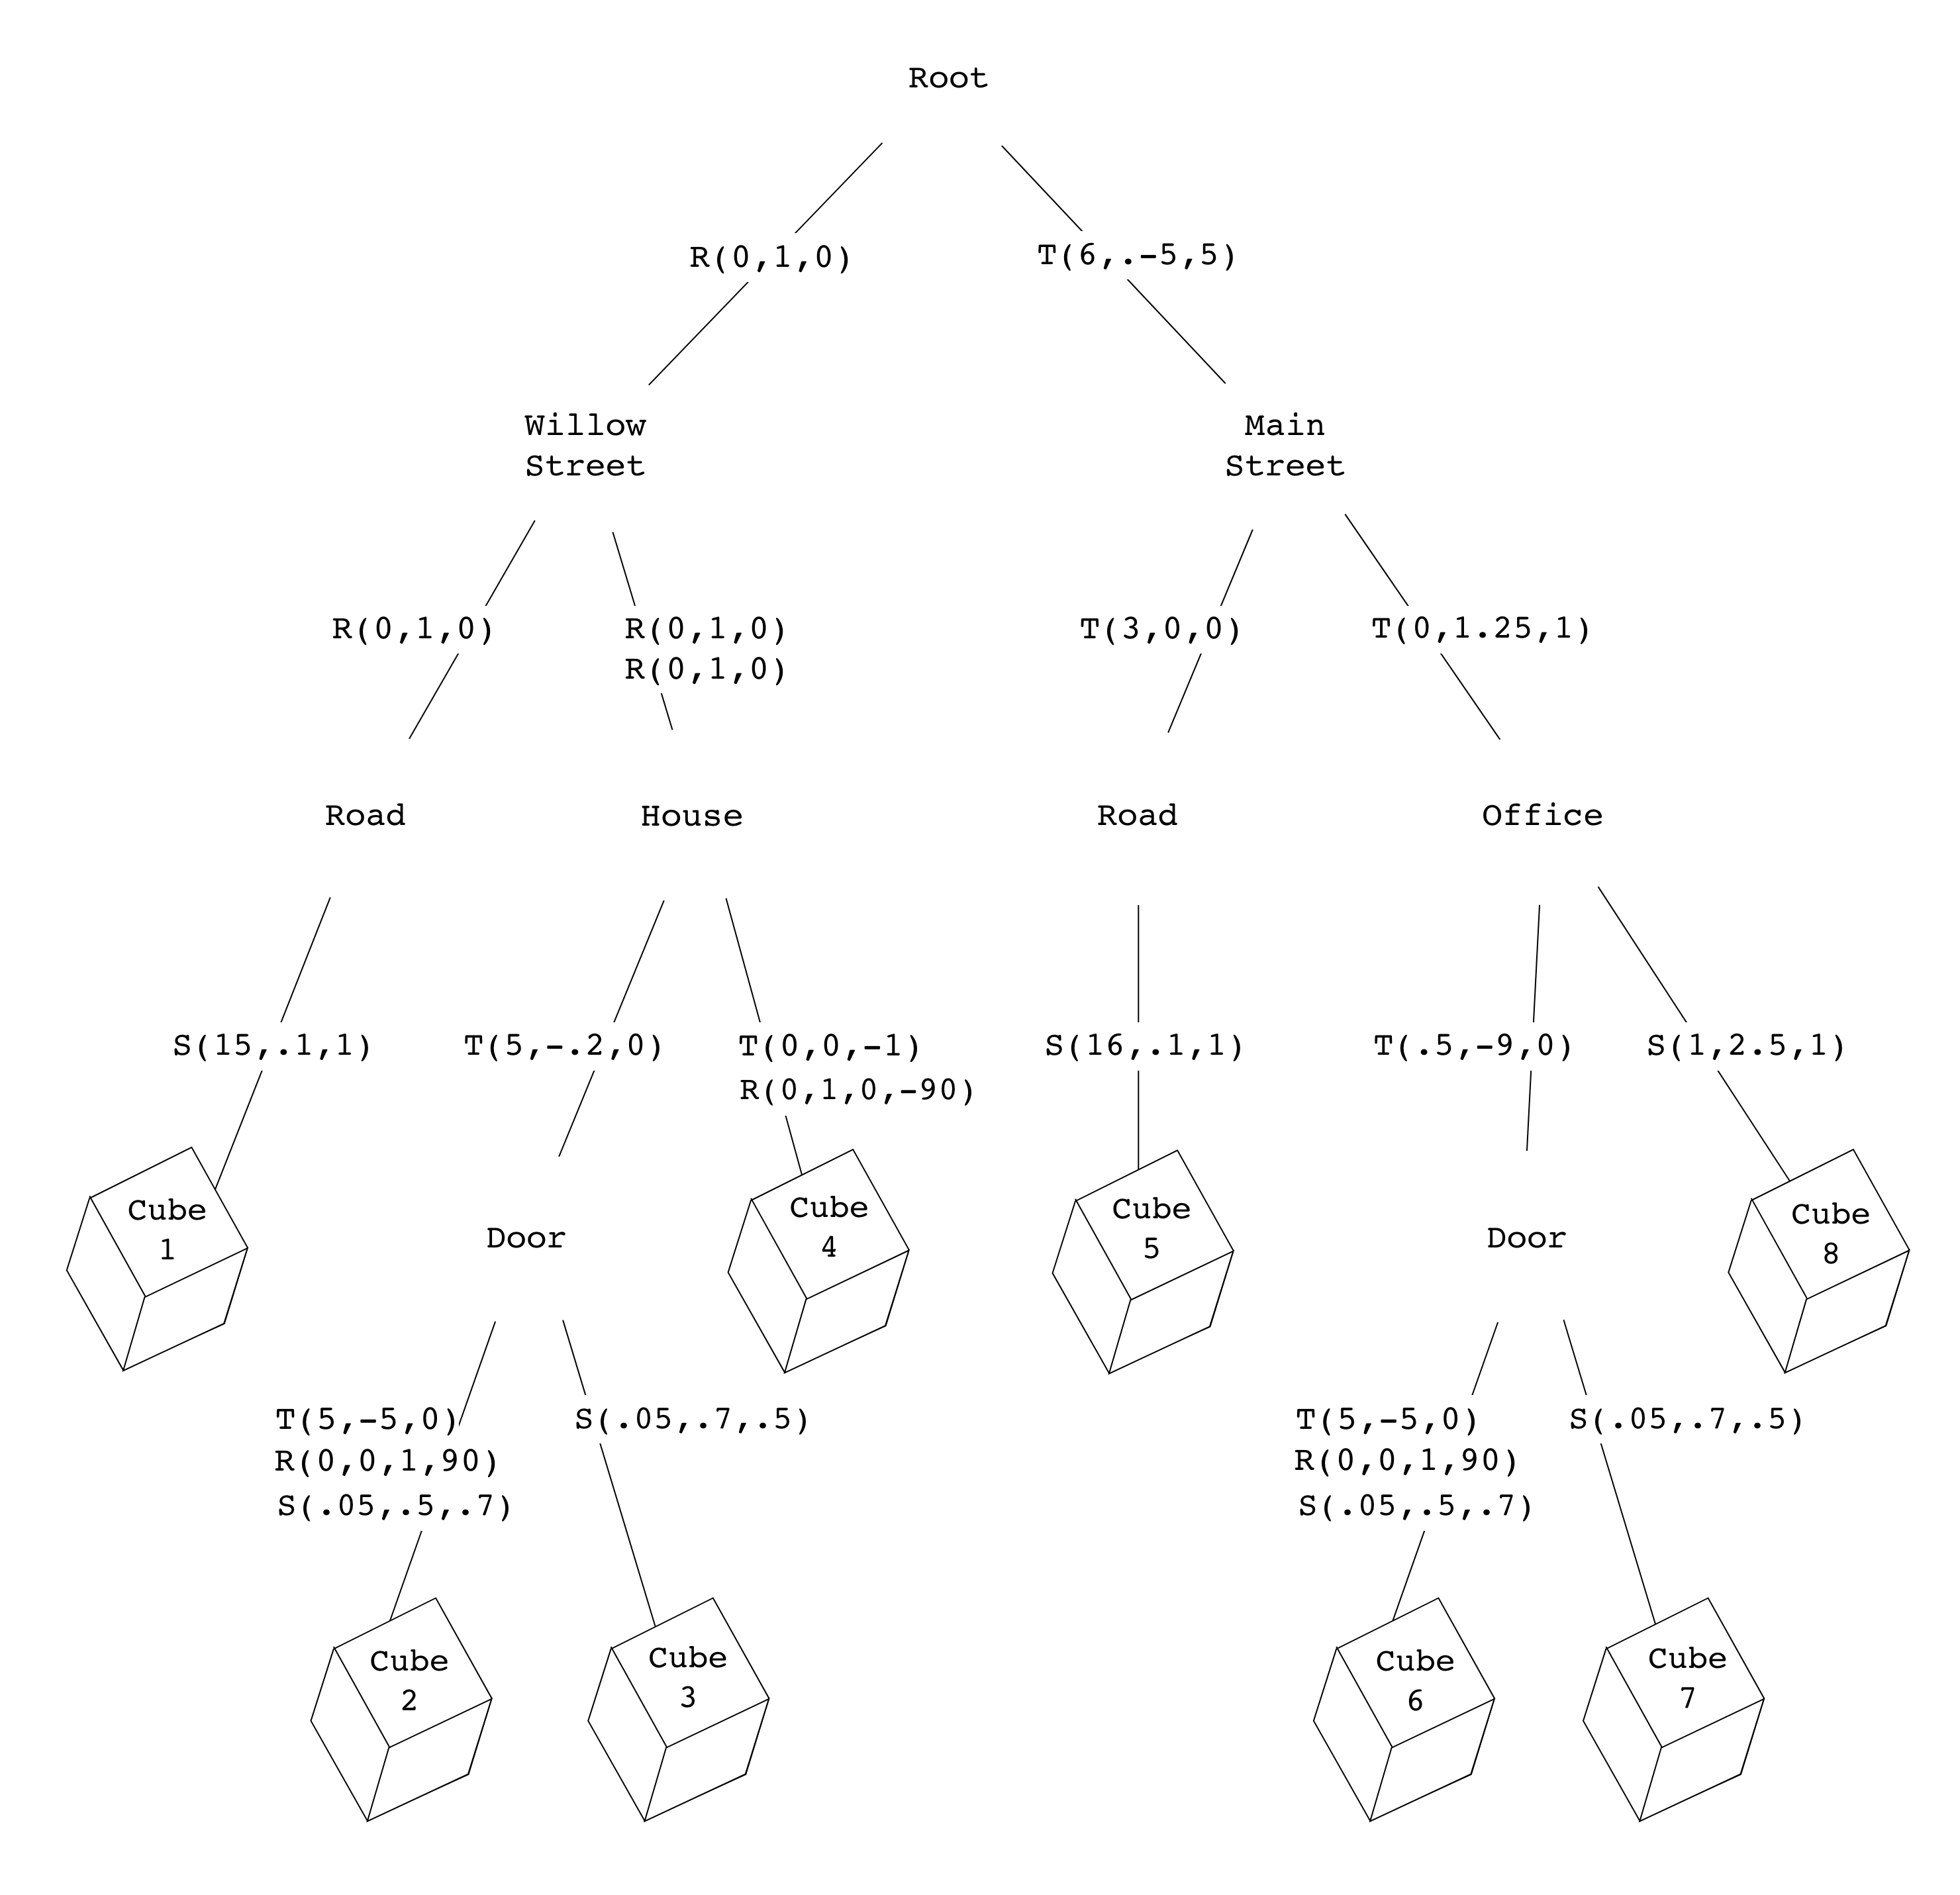 Root
R(0,1,0)
T(6,.-5,5)
Willow
Street
Main
Street
R(0,1,0)
R(0,1,0)
R(0,1,0)
T(3,0,0)
T(0,1.25,1)
Road
House
Road
Office
S(15,.1,1)
T(5,-.2,0)
T(0,0,-1)
R(0,1,0,-90)
S(16,.1,1)
T(.5,-9,0)
S(1,2.5,1)
Cube
1
Door
Cube
4
Cube
5
Door
Cube
8
T(5,-5,0)
R(0,0,1,90)
S(.05,.5,.7)
S(.05,.7,.5)
T(5,-5,0)
R(0,0,1,90)
S(.05,.5,.7)
S(.05,.7,.5)
Cube
2
Cube
3
Cube
6
Cube
7